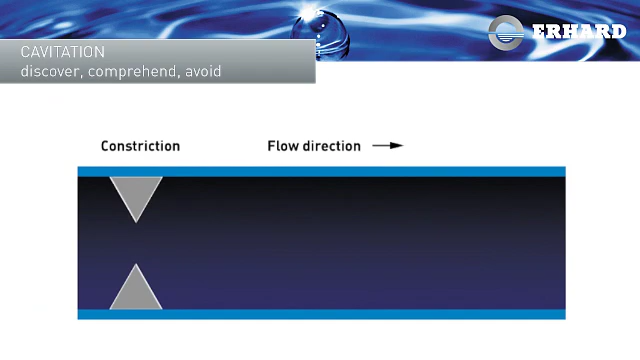 ERHARD
CAVITATION
discover, comprehend, avoid
Constriction
Flow direction